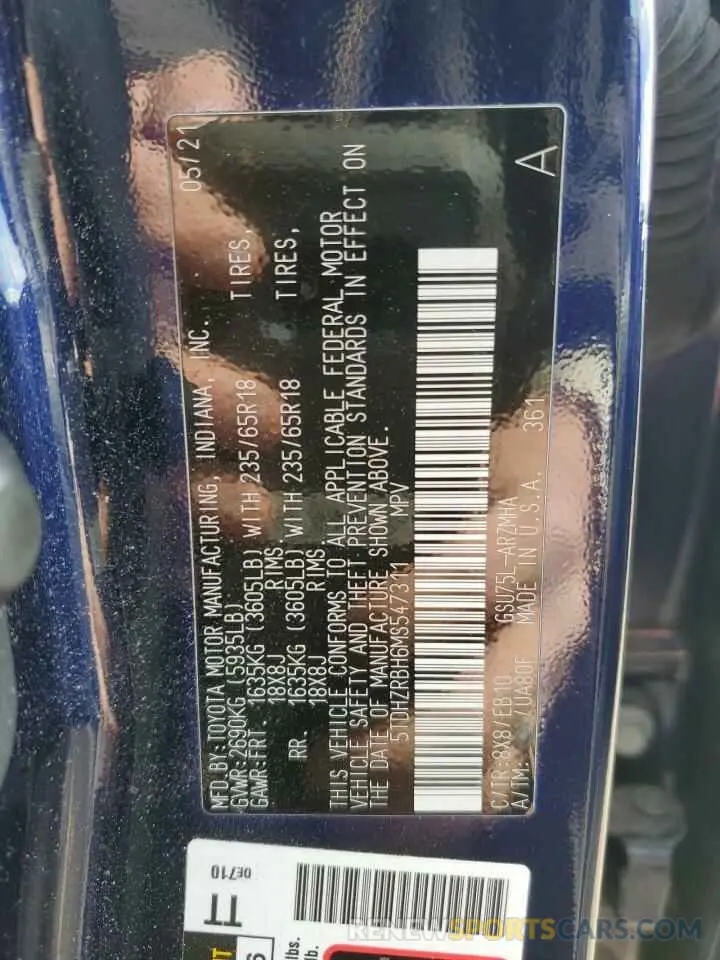 MFD.BY:TOYOTA MOTOR MANUFACTURING, INDIANA, INC. 05/21
GVWR:2690KG (5935LB)
GAWR:FRT. 1635KG (3605LB) WITH 235/65R18 TIRES,
18X8J RIMS
RR. 1635KG (3605LB) WITH 235/65R18 TIRES,
18X8J RIMS
THIS VEHICLE CONFORMS TO ALL APPLICABLE FEDERAL MOTOR
VEHICLE SAFETY AND THEFT PREVENTION STANDARDS IN EFFECT ON
THE DATE OF MANUFACTURE SHOWN ABOVE.
5TDHZRBH6MS547311 MPV
C/TR:8X8/EB10 GSU75L-ARZMHA
A/TM: /UA80F MADE IN U.S.A. 361 A
TT 0E710
lbs.
lb.
RENEWSPORTSCARS.COM